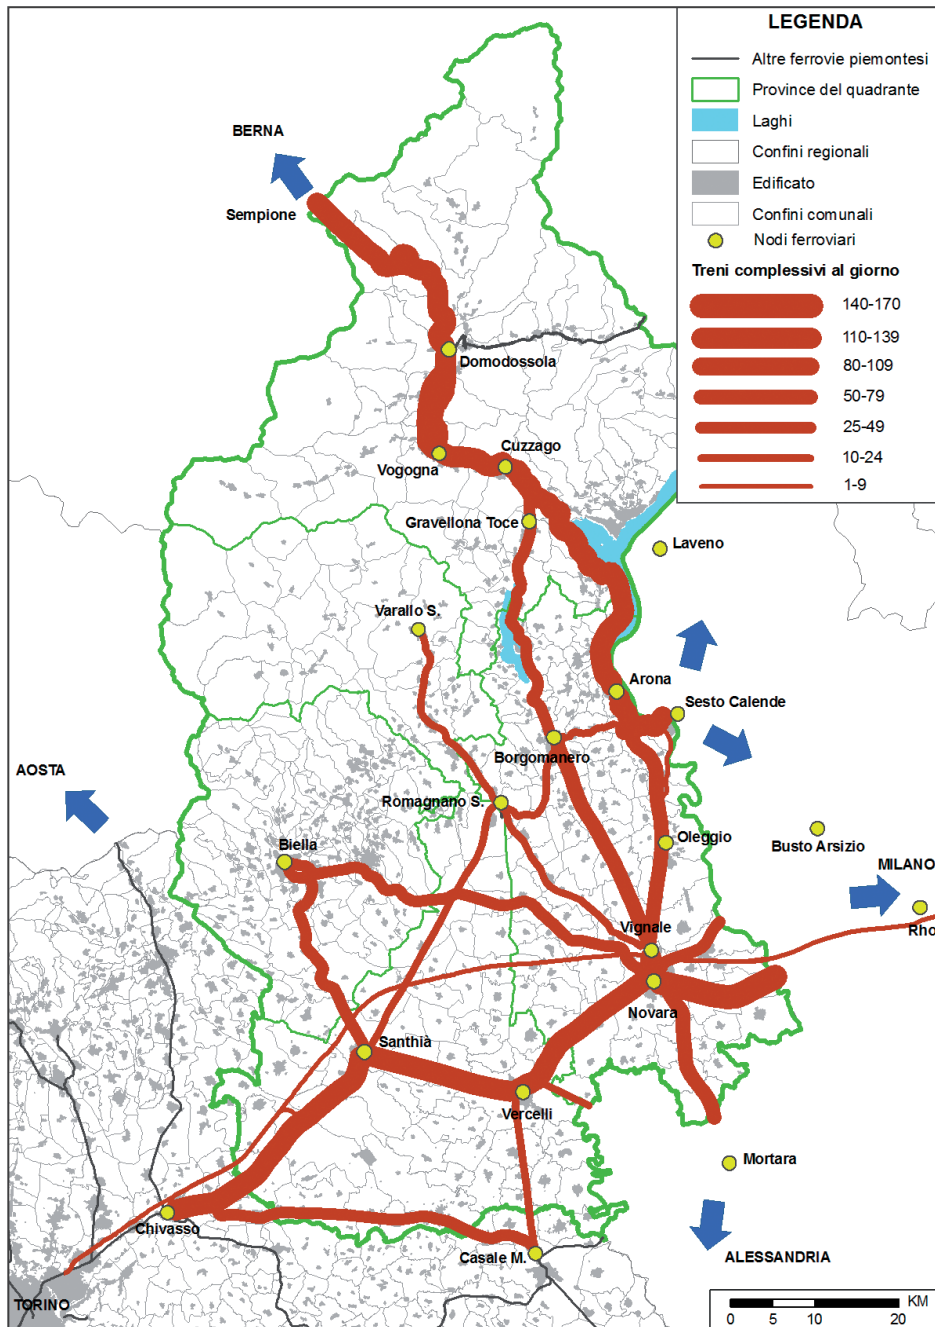 LEGENDA
Altre ferrovie piemontesi
Province del quadrante
Laghi
Confini regionali
Edificato
Confini comunali
Nodi ferroviari
Treni complessivi al giorno
140-170
110-139
80-109
50-79
25-49
10-24
1-9
BERNA
Sempione
Domodossola
Cuzzago
Vogogna
Gravellona Toce
Laveno
Varallo S.
Arona
Sesto Calende
Borgomanero
AOSTA
Romagnano S.
Biella
Oleggio
Busto Arsizio
MILANO
Vignale
Rho
Novara
Santhià
Vercelli
Mortara
Chivasso
Casale M.
ALESSANDRIA
TORINO
KM
0 5 10 20